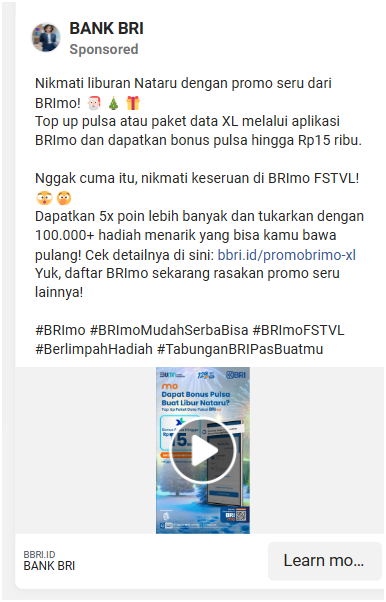 BANK BRI
Sponsored
Nikmati liburan Nataru dengan promo seru dari
BRImo! 🎅🎄🎁
Top up pulsa atau paket data XL melalui aplikasi
BRImo dan dapatkan bonus pulsa hingga Rp15 ribu.
Nggak cuma itu, nikmati keseruan di BRImo FSTVL!
Dapatkan 5x poin lebih banyak dan tukarkan dengan
100.000+ hadiah menarik yang bisa kamu bawa
pulang! Cek detailnya di sini: bbri.id/promobrimo-xl
Yuk, daftar BRImo sekarang rasakan promo seru
lainnya!
#BRImo #BRImoMudahSerbaBisa #BRImoFSTVL
#BerlimpahHadiah #TabunganBRIPasBuatmu
BRI
mo
Dapat Bonus Pulsa
Buat Libur Nataru?
15
BRI
BBRI.ID
BANK BRI
Learn mo...